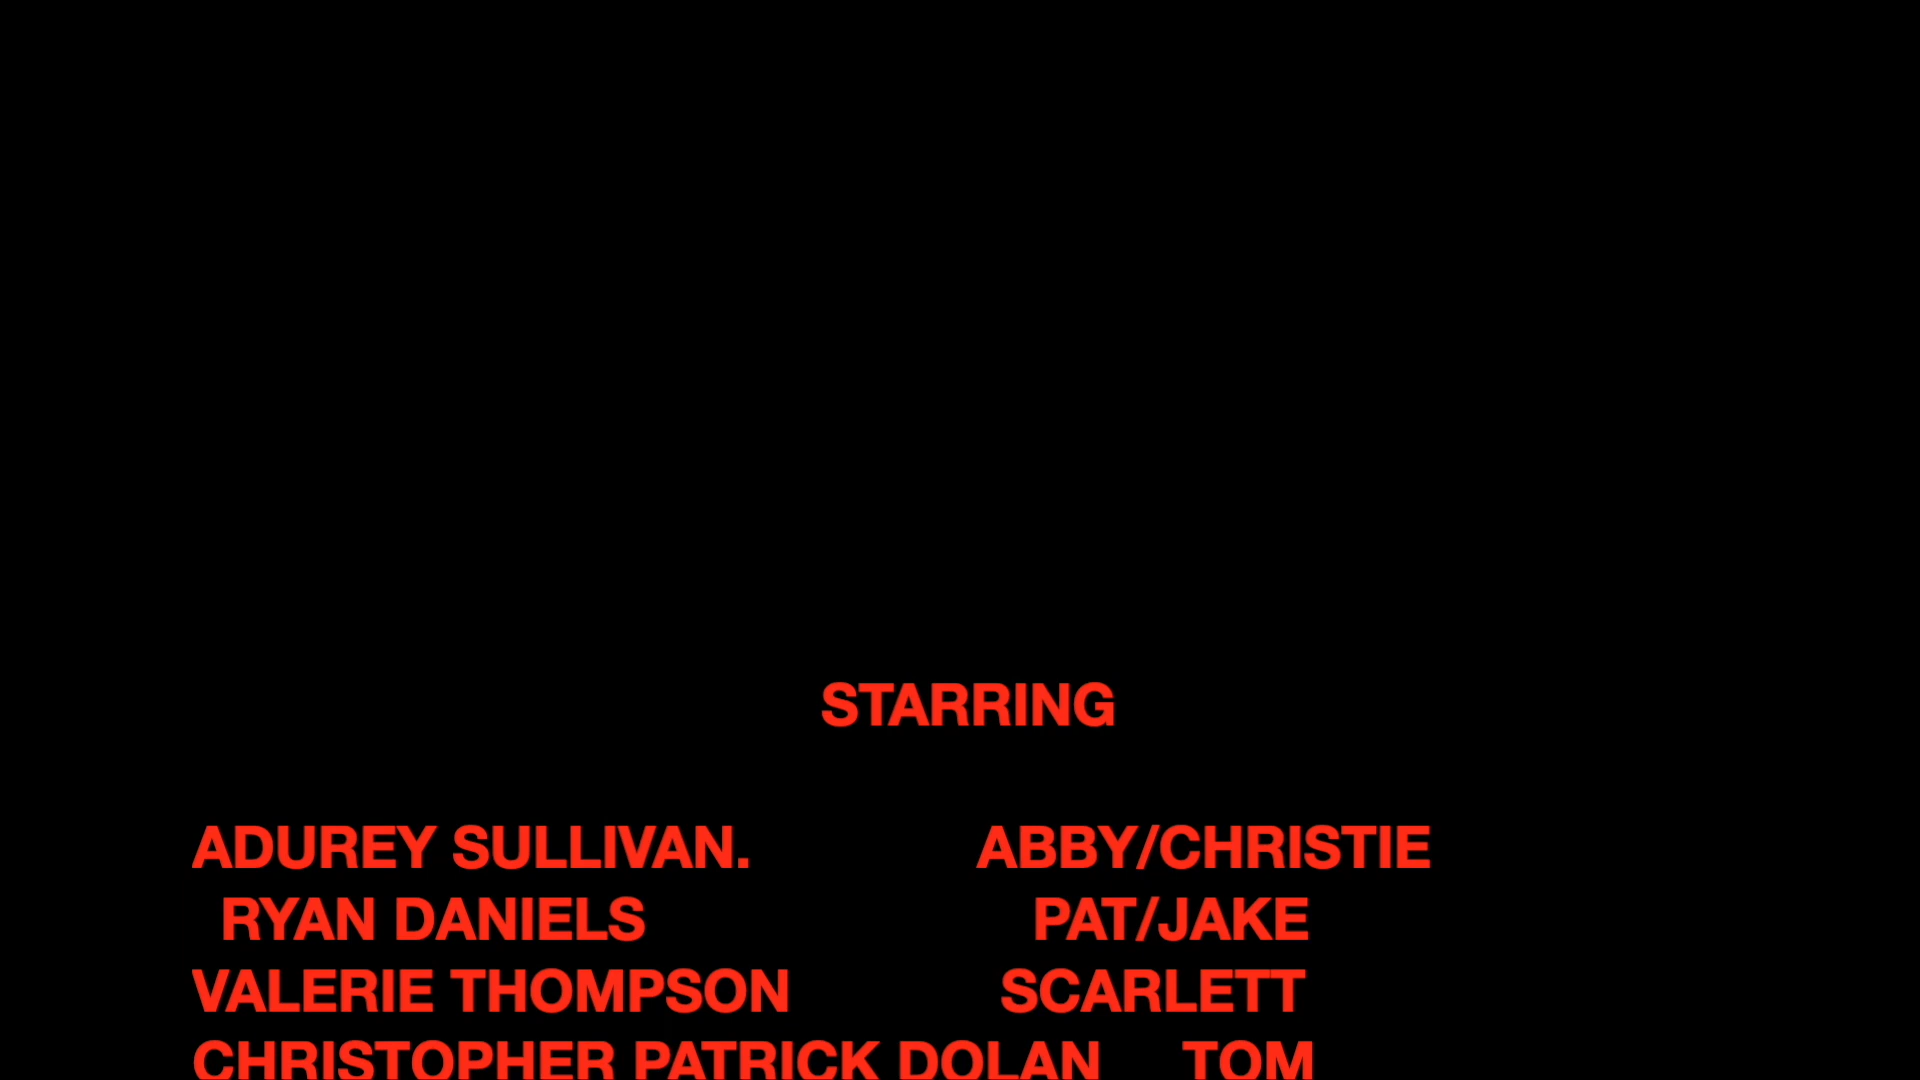 STARRING
ADUREY SULLIVAN. ABBY/CHRISTIE
RYAN DANIELS PAT/JAKE
VALERIE THOMPSON SCARLETT
CHRISTOPHER PATRICK DOLAN TOM